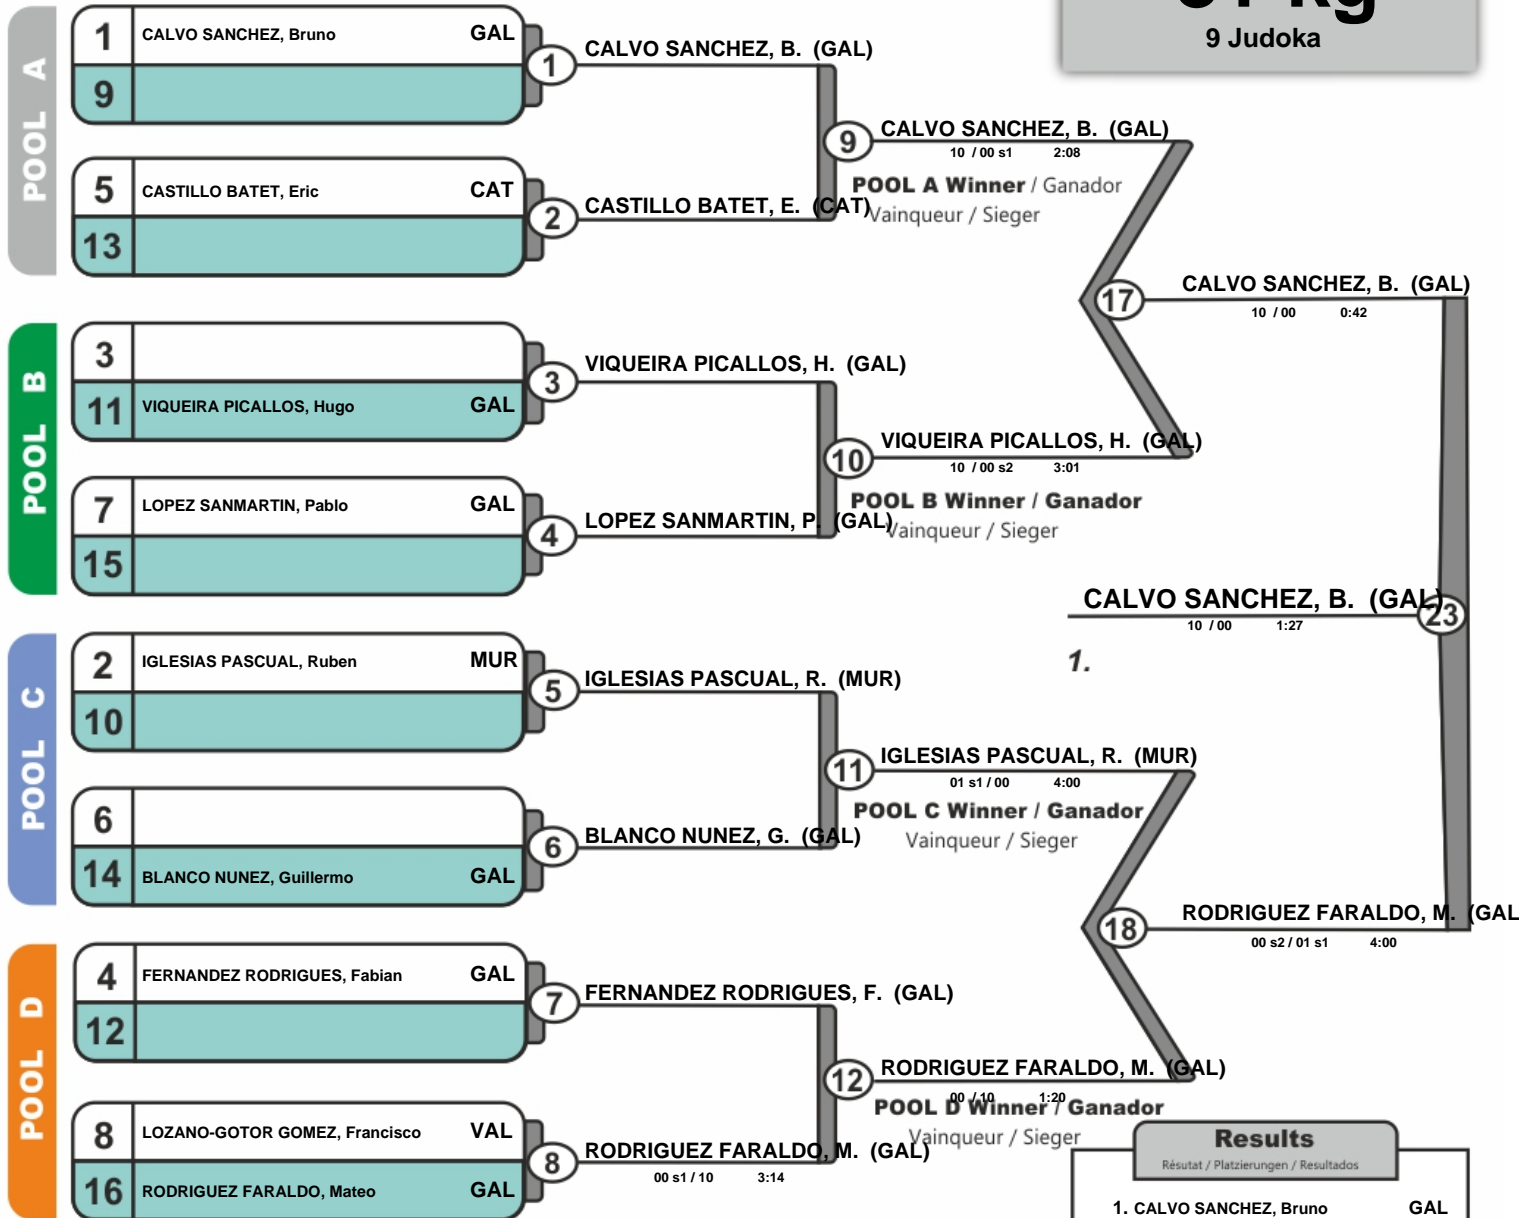 9 Judoka
POOL A
1 CALVO SANCHEZ, Bruno GAL
9
1
CALVO SANCHEZ, B. (GAL)
5 CASTILLO BATET, Eric CAT
13
2
CASTILLO BATET, E. (CAT)
9
CALVO SANCHEZ, B. (GAL)
10 / 00 s1 2:08
POOL A Winner / Ganador
Vainqueur / Sieger
POOL B
3
11 VIQUEIRA PICALLOS, Hugo GAL
3
VIQUEIRA PICALLOS, H. (GAL)
7 LOPEZ SANMARTIN, Pablo GAL
15
4
LOPEZ SANMARTIN, P. (GAL)
10
VIQUEIRA PICALLOS, H. (GAL)
10 / 00 s2 3:01
POOL B Winner / Ganador
Vainqueur / Sieger
17
CALVO SANCHEZ, B. (GAL)
10 / 00 0:42
CALVO SANCHEZ, B. (GAL)
23
10 / 00 1:27
1.
POOL C
2 IGLESIAS PASCUAL, Ruben MUR
10
5
IGLESIAS PASCUAL, R. (MUR)
6
14 BLANCO NUNEZ, Guillermo GAL
6
BLANCO NUNEZ, G. (GAL)
11
IGLESIAS PASCUAL, R. (MUR)
01 s1 / 00 4:00
POOL C Winner / Ganador
Vainqueur / Sieger
18
RODRIGUEZ FARALDO, M. (GAL
00 s2 / 01 s1 4:00
POOL D
4 FERNANDEZ RODRIGUES, Fabian GAL
12
7
FERNANDEZ RODRIGUES, F. (GAL)
8 LOZANO-GOTOR GOMEZ, Francisco VAL
16 RODRIGUEZ FARALDO, Mateo GAL
8
RODRIGUEZ FARALDO, M. (GAL)
00 s1 / 10 3:14
12
RODRIGUEZ FARALDO, M. (GAL)
00 / 10 1:20
POOL D Winner / Ganador
Vainqueur / Sieger
Results
Résutat / Platzierungen / Resultados
1. CALVO SANCHEZ, Bruno GAL